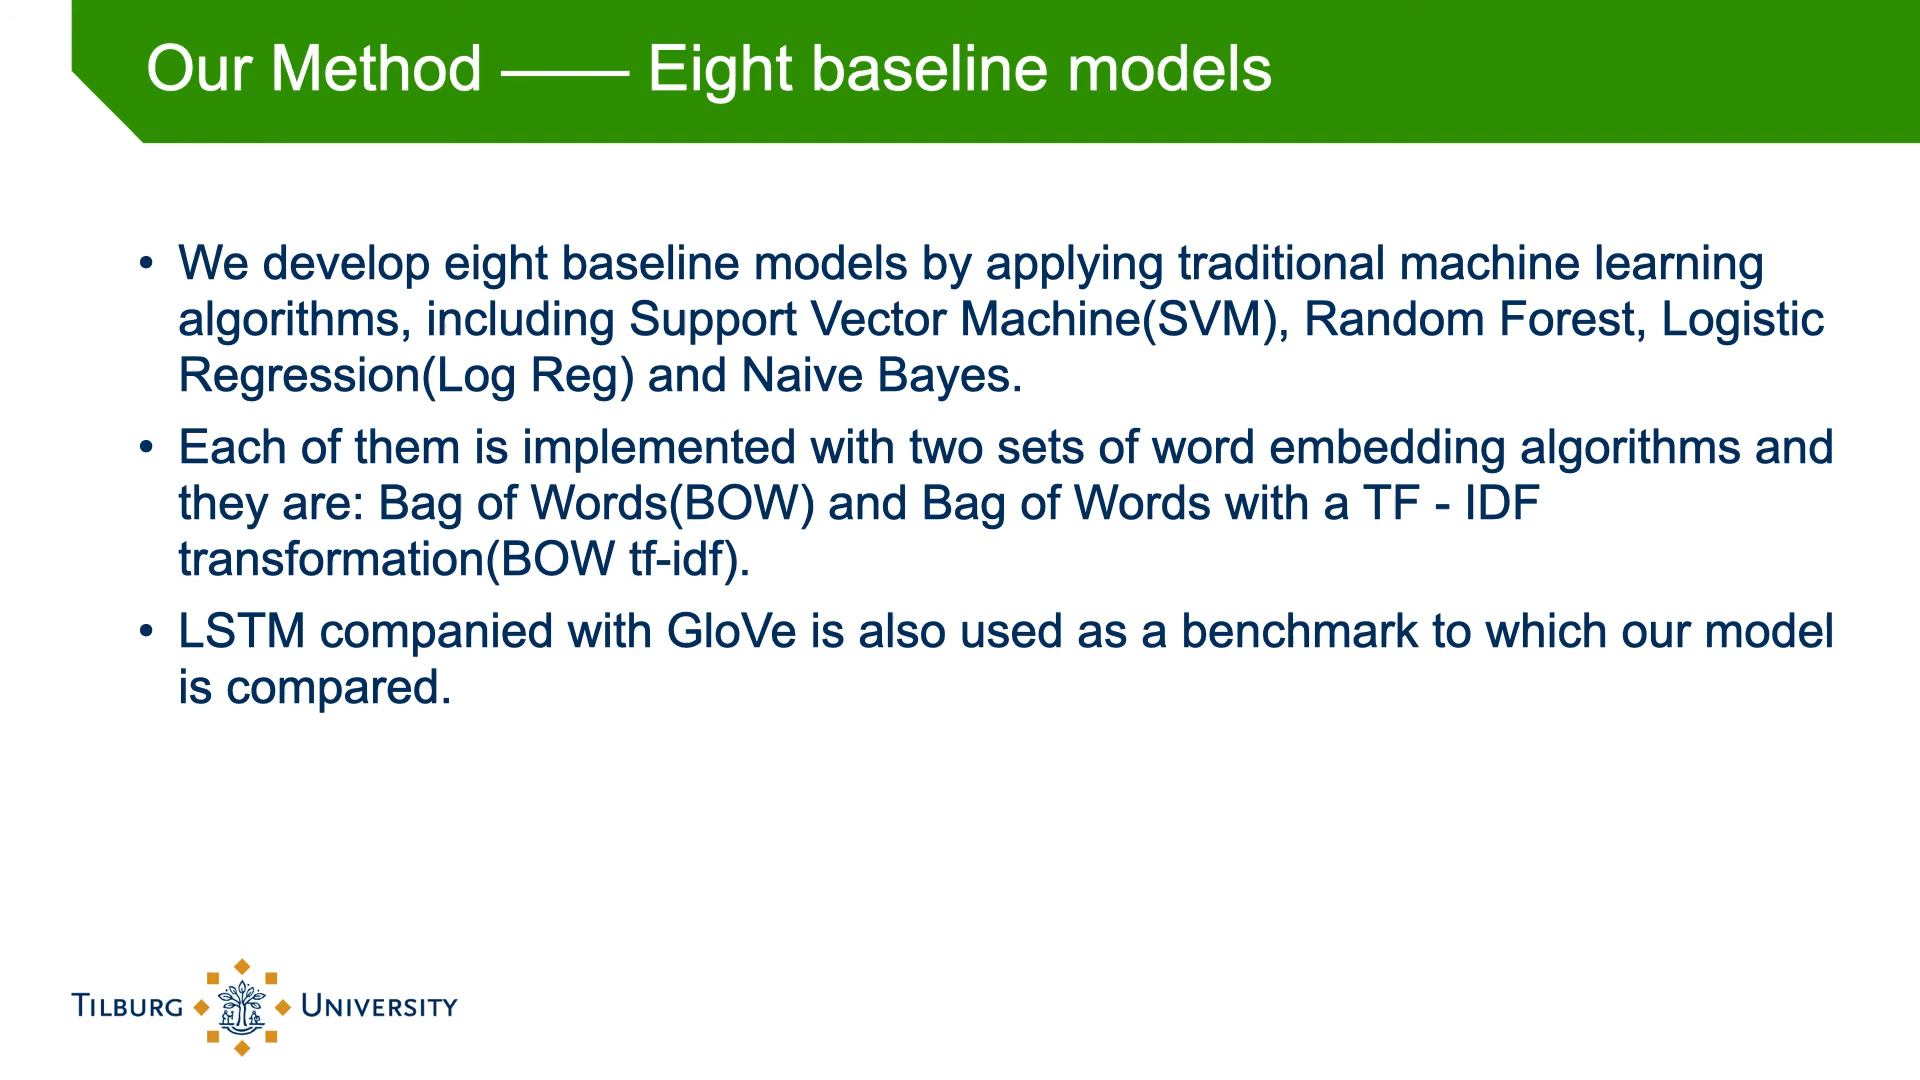 Our Method —— Eight baseline models
• We develop eight baseline models by applying traditional machine learning
algorithms, including Support Vector Machine(SVM), Random Forest, Logistic
Regression(Log Reg) and Naive Bayes.
• Each of them is implemented with two sets of word embedding algorithms and
they are: Bag of Words(BOW) and Bag of Words with a TF - IDF
transformation(BOW tf-idf).
• LSTM companied with GloVe is also used as a benchmark to which our model
is compared.
TILBURG UNIVERSITY